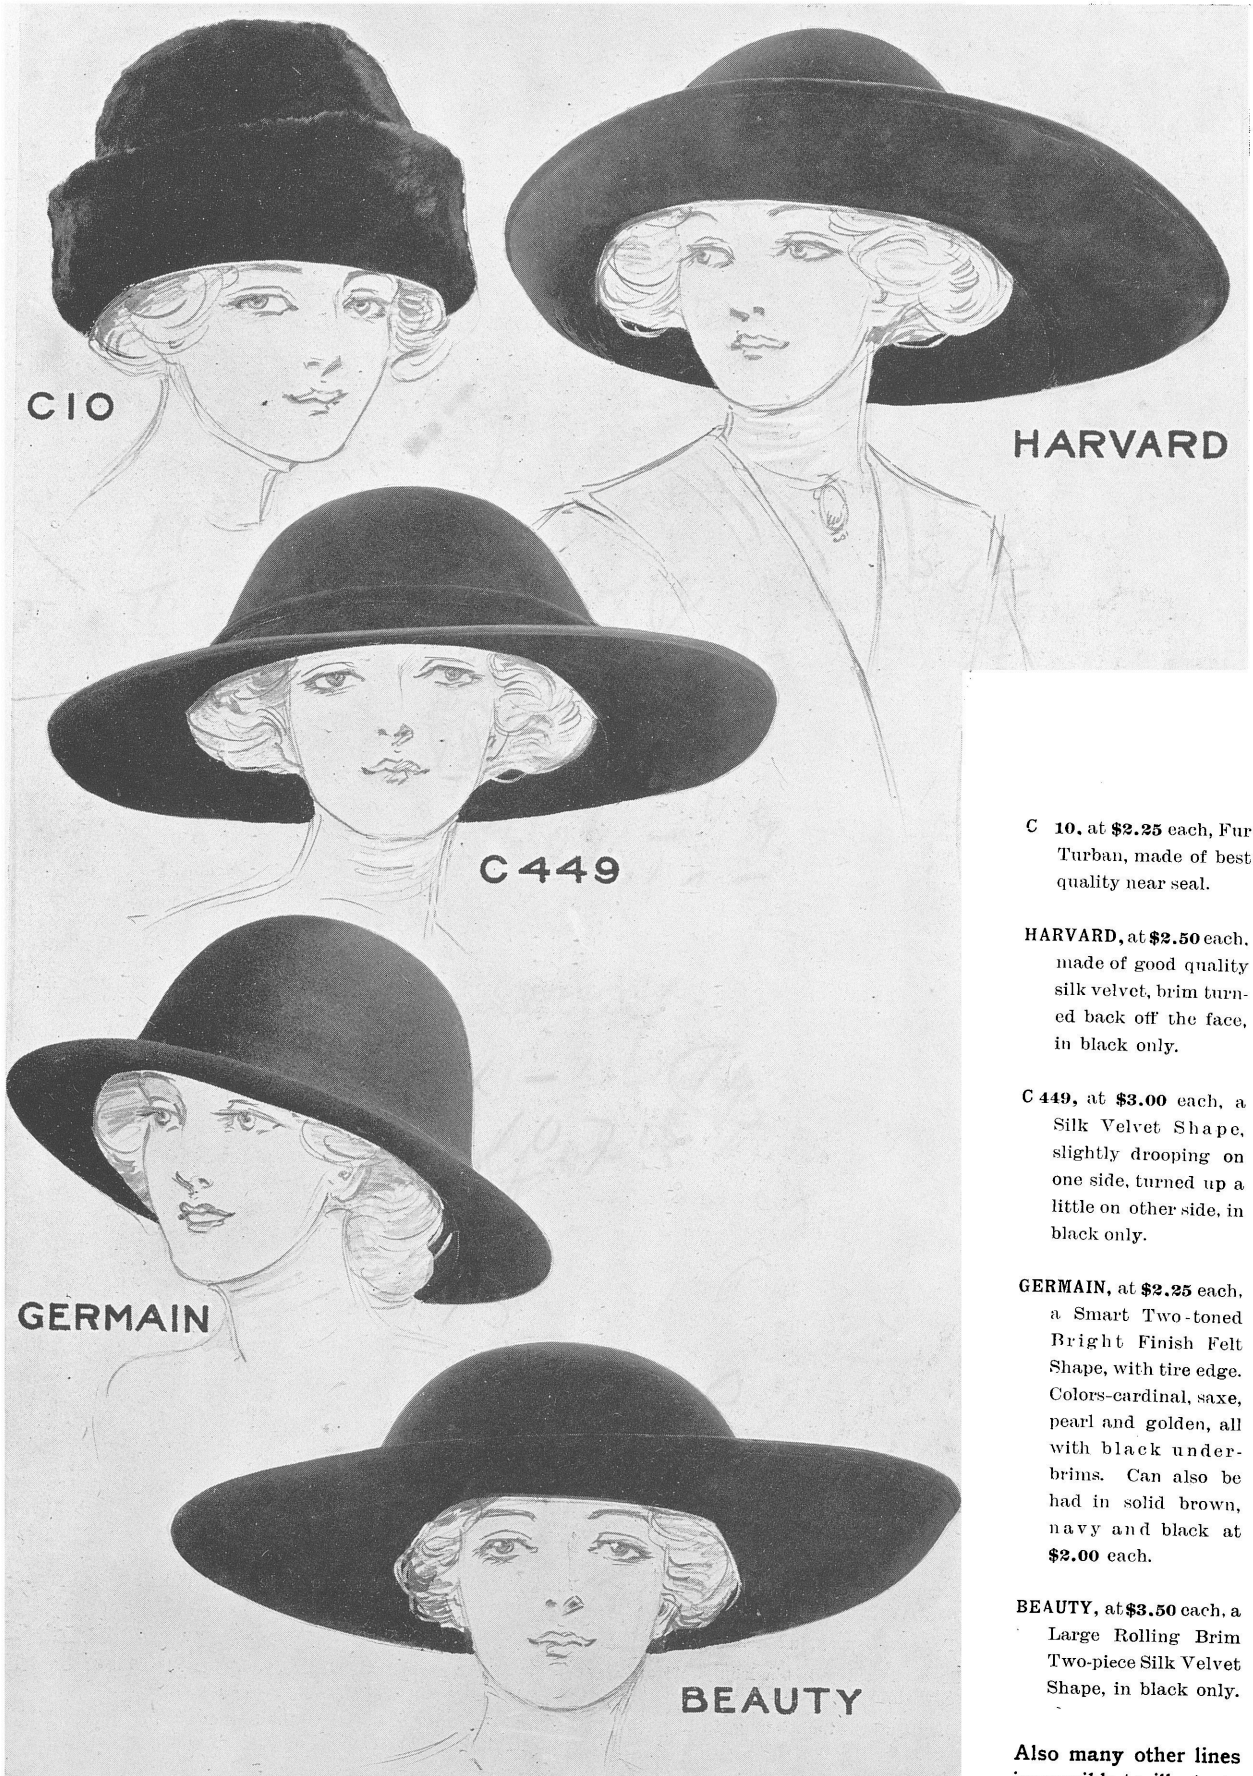 C10
HARVARD
C 449
GERMAIN
BEAUTY
C 10, at $2.25 each, Fur
Turban, made of best
quality near seal.
HARVARD, at $2.50 each,
made of good quality
silk velvet, brim turn-
ed back off the face,
in black only.
C 449, at $3.00 each, a
Silk Velvet Shape,
slightly drooping on
one side, turned up a
little on other side, in
black only.
GERMAIN, at $2.25 each,
a Smart Two-toned
Bright Finish Felt
Shape, with tire edge.
Colors-cardinal, saxe,
pearl and golden, all
with black under-
brims. Can also be
had in solid brown,
navy and black at
$2.00 each.
BEAUTY, at $3.50 each, a
Large Rolling Brim
Two-piece Silk Velvet
Shape, in black only.
Also many other lines